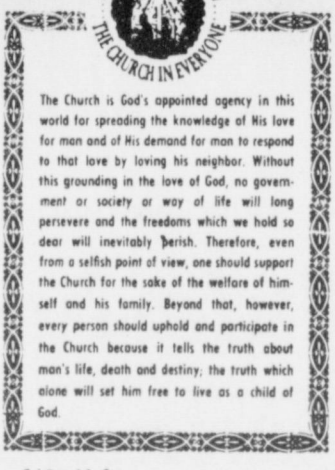 THE CHURCH IN EVERYONE
The Church is God's appointed agency in this
world for spreading the knowledge of His love
for man and of His demand for man to respond
to that love by loving his neighbor. Without
this grounding in the love of God, no govern-
ment or society or way of life will long
persevere and the freedoms which we hold so
dear will inevitably perish. Therefore, even
from a selfish point of view, one should support
the Church for the sake of the welfare of him-
self and his family. Beyond that, however,
every person should uphold and participate in
the Church because it tells the truth about
man's life, death and destiny; the truth which
alone will set him free to live as a child of
God.